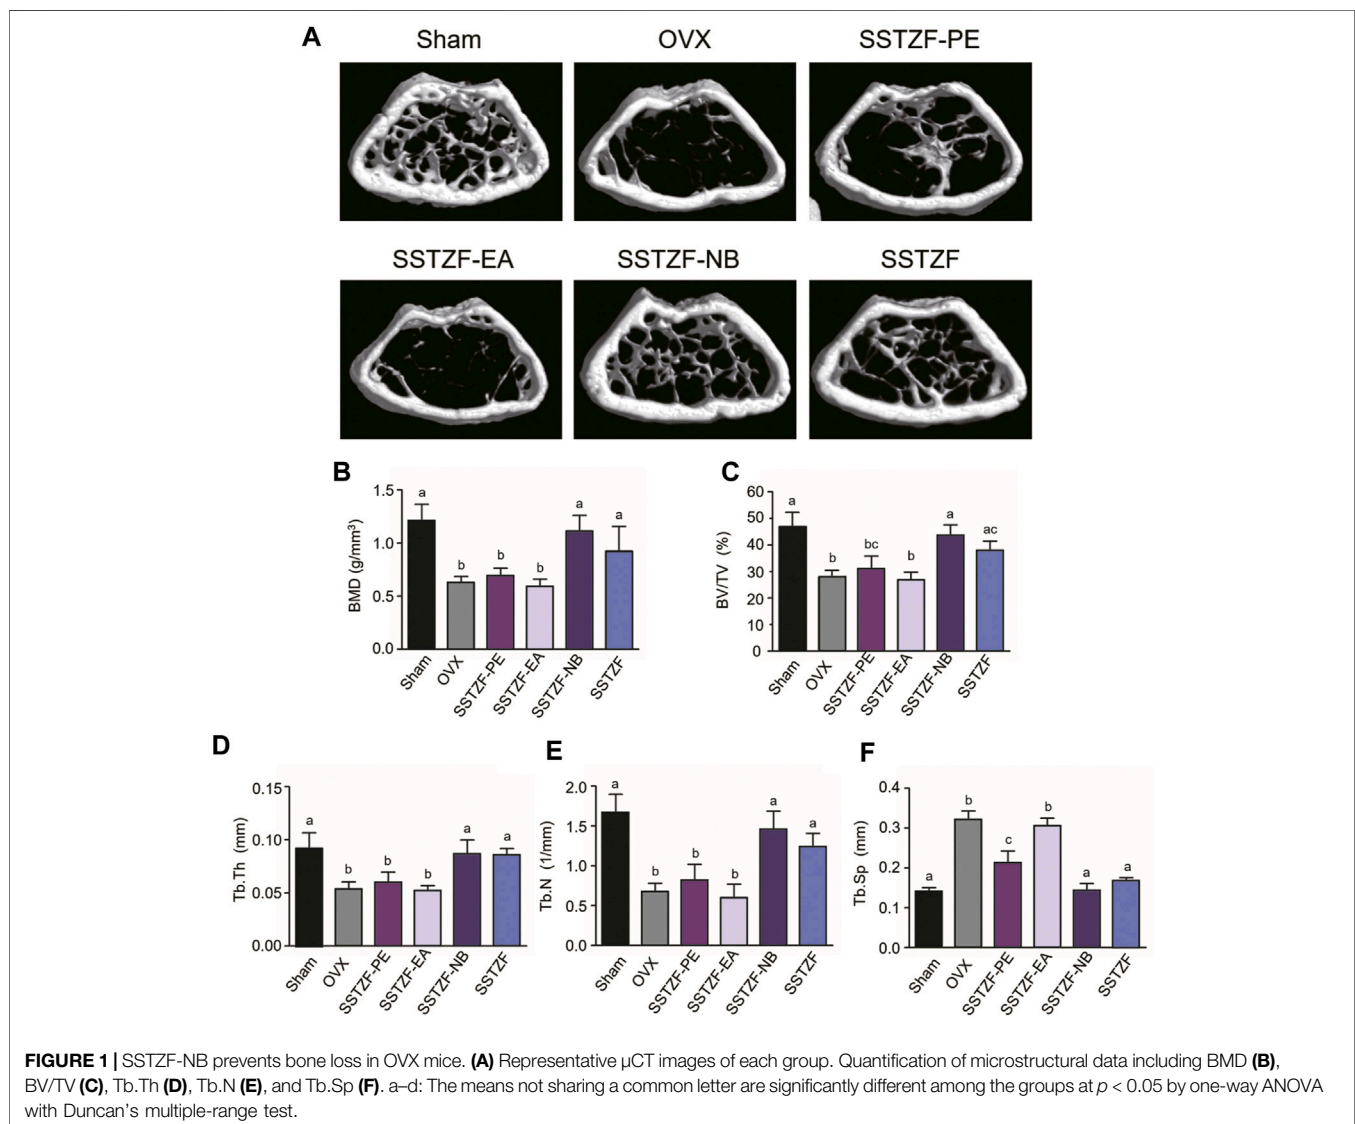 A
Sham OVX SSTZF-PE
SSTZF-EA SSTZF-NB SSTZF
B
BMD (g/mm³)
1.5
1.0
0.5
0.0
a b b b a a
Sham OVX SSTZF-PE SSTZF-EA SSTZF-NB SSTZF
C
BV/TV (%)
60
50
40
30
20
10
0
a b bc b a ac
Sham OVX SSTZF-PE SSTZF-EA SSTZF-NB SSTZF
D
Tb.Th (mm)
0.15
0.10
0.05
0.00
a b b b a a
Sham OVX SSTZF-PE SSTZF-EA SSTZF-NB SSTZF
E
Tb.N (1/mm)
2.0
1.5
1.0
0.5
0.0
a b b b a a
Sham OVX SSTZF-PE SSTZF-EA SSTZF-NB SSTZF
F
Tb.Sp (mm)
0.4
0.3
0.2
0.1
0.0
a b c b a a
Sham OVX SSTZF-PE SSTZF-EA SSTZF-NB SSTZF
FIGURE 1 | SSTZF-NB prevents bone loss in OVX mice. (A) Representative µCT images of each group. Quantification of microstructural data including BMD (B),
BV/TV (C), Tb.Th (D), Tb.N (E), and Tb.Sp (F). a–d: The means not sharing a common letter are significantly different among the groups at p < 0.05 by one-way ANOVA
with Duncan's multiple-range test.